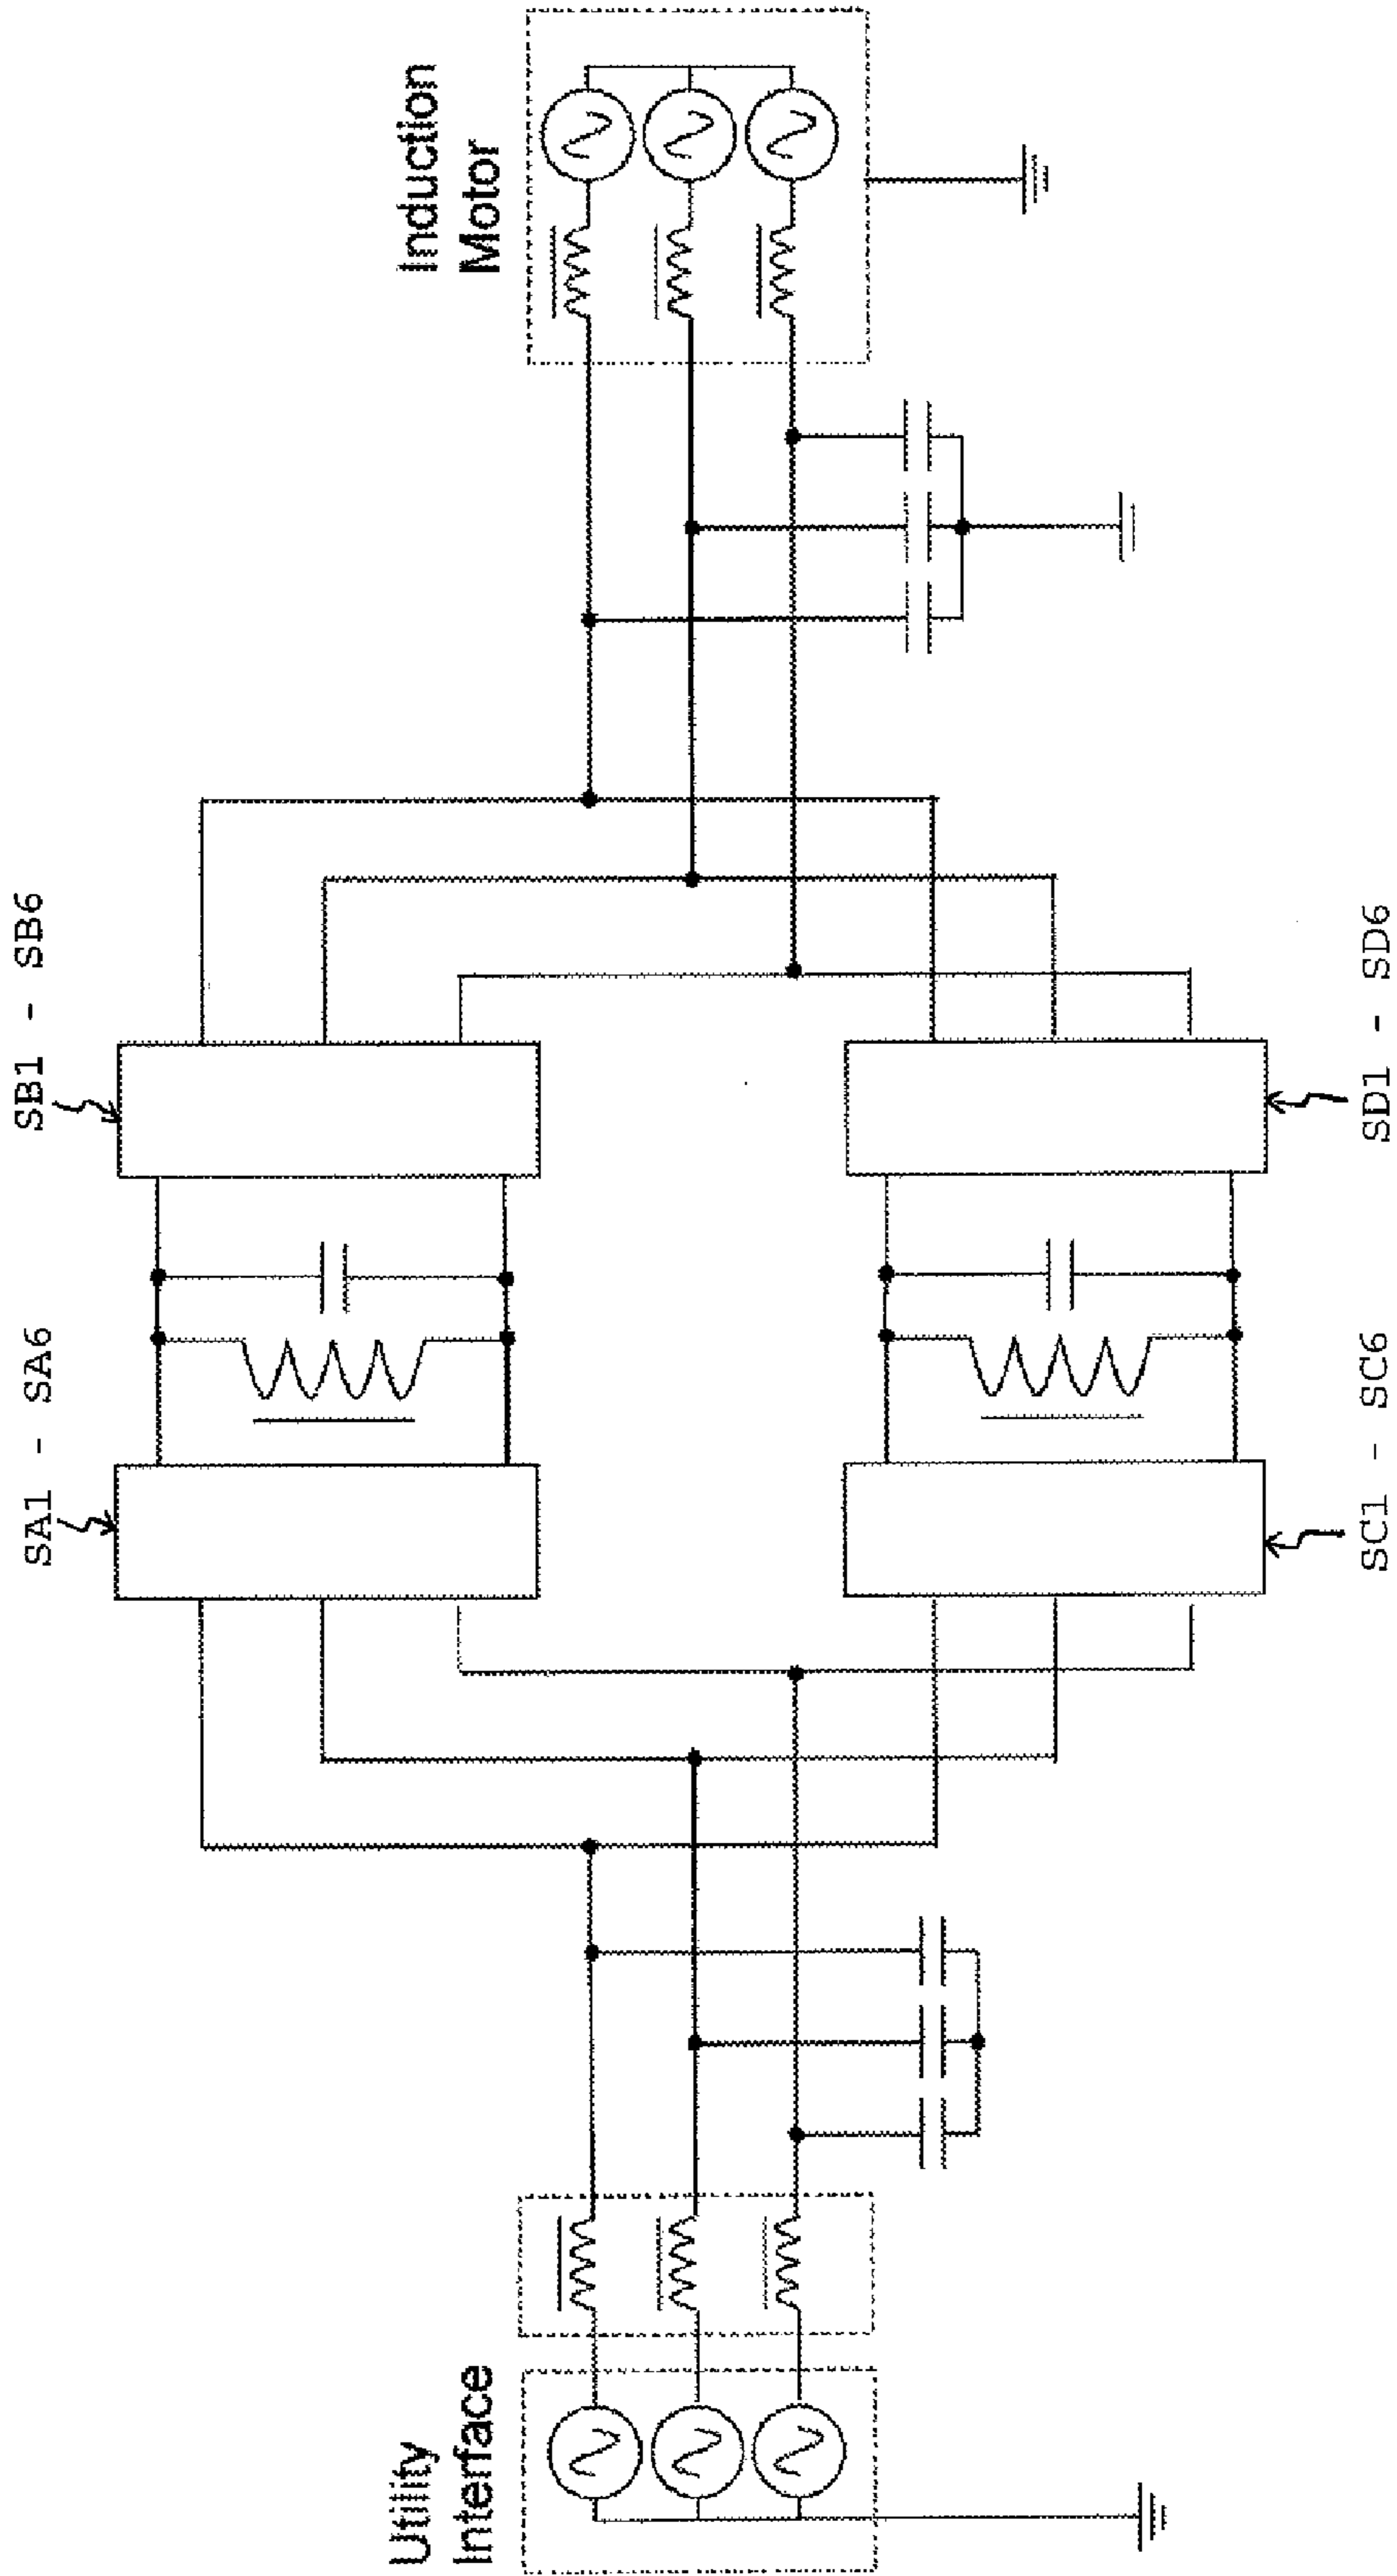 SA1 - SA6
SB1 - SB6
Utility
Interface
Induction
Motor
SC1 - SC6
SD1 - SD6